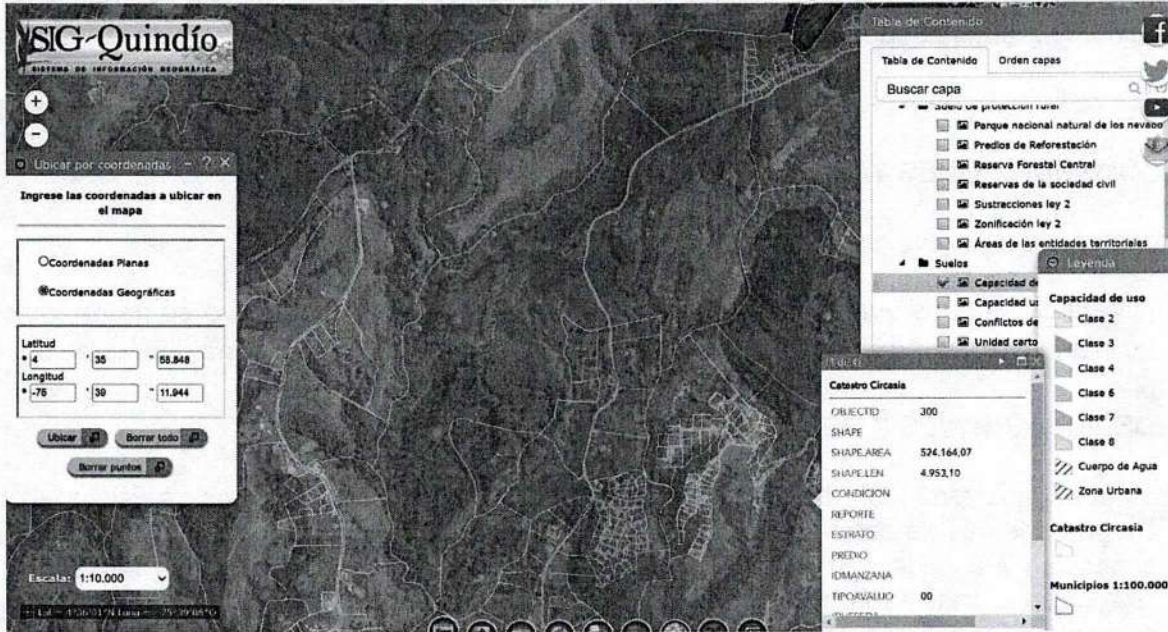 SIG-Quindío
SISTEMA DE INFORMACIÓN GEOGRÁFICA
+
−
Ubicar por coordenadas − ? ×
Ingrese las coordenadas a ubicar en
el mapa
Coordenadas Planas
Coordenadas Geográficas
Latitud
° 4 ' 35 " 58.848
Longitud
° -75 ' 39 " 11.944
Ubicar
Borrar todo
Borrar puntos
Escala: 1:10.000
Tabla de Contenido
Tabla de Contenido Orden capas
Buscar capa
Suelo de protección rural
Parque nacional natural de los nevado
Predios de Reforestación
Reserva Forestal Central
Reservas de la sociedad civil
Sustracciones ley 2
Zonificación ley 2
Áreas de las entidades territoriales
Suelos
Capacidad de
Capacidad us
Conflictos de
Unidad carto
Catastro Circasia
OBJECTID 300
SHAPE
SHAPE.AREA 524.164,07
SHAPE.LEN 4.953,10
CONDICION
REPORTE
ESTRATO
PREDIO
IDMANZANA
TIPOAVALUO 00
Leyenda
Capacidad de uso
Clase 2
Clase 3
Clase 4
Clase 6
Clase 7
Clase 8
Cuerpo de Agua
Zona Urbana
Catastro Circasia
Municipios 1:100.000